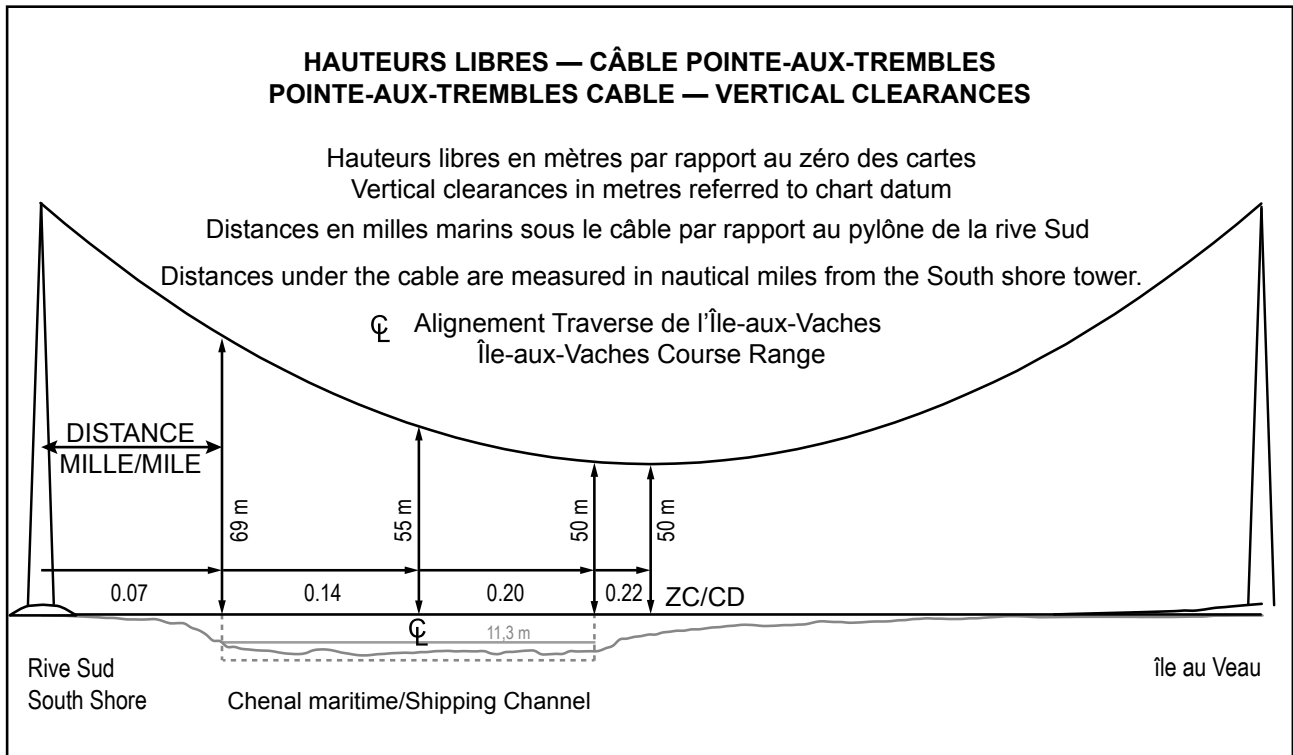 HAUTEURS LIBRES — CÂBLE POINTE-AUX-TREMBLES
POINTE-AUX-TREMBLES CABLE — VERTICAL CLEARANCES
Hauteurs libres en mètres par rapport au zéro des cartes
Vertical clearances in metres referred to chart datum
Distances en milles marins sous le câble par rapport au pylône de la rive Sud
Distances under the cable are measured in nautical miles from the South shore tower.
℄ Alignement Traverse de l'Île-aux-Vaches
Île-aux-Vaches Course Range
DISTANCE
MILLE/MILE
69 m
55 m
50 m
50 m
0.07 0.14 0.20 0.22 ZC/CD
℄ 11,3 m
Rive Sud
South Shore
Chenal maritime/Shipping Channel
île au Veau